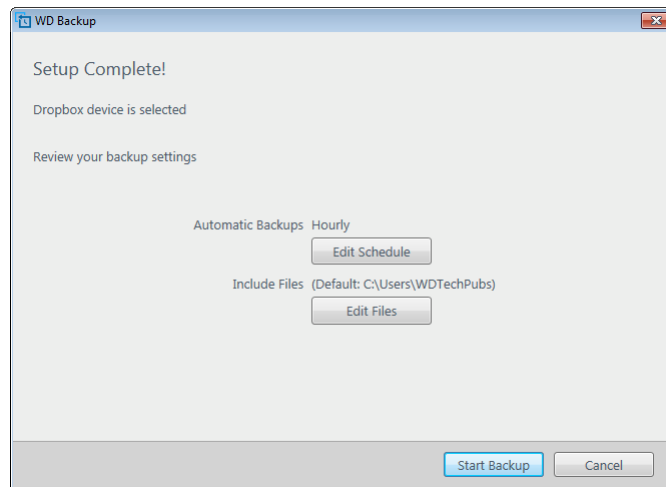 WD Backup
Setup Complete!
Dropbox device is selected
Review your backup settings
Automatic Backups Hourly
Edit Schedule
Include Files (Default: C:\Users\WDTechPubs)
Edit Files
Start Backup Cancel